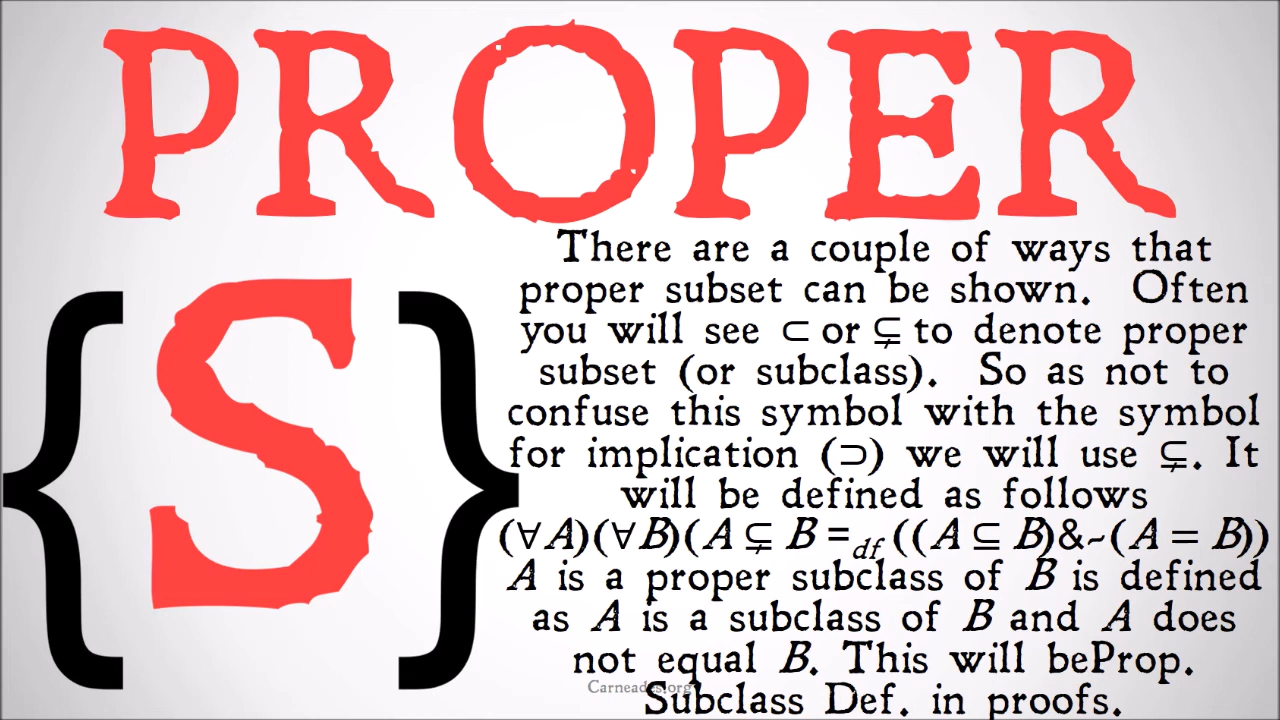 PROPER
{S}
There are a couple of ways that
proper subset can be shown. Often
you will see ⊂ or ⊊ to denote proper
subset (or subclass). So as not to
confuse this symbol with the symbol
for implication (⊃) we will use ⊊. It
will be defined as follows
(∀A)(∀B)(A ⊊ B =df ((A ⊆ B)&~(A = B))
A is a proper subclass of B is defined
as A is a subclass of B and A does
not equal B. This will beProp.
Subclass Def. in proofs.
Carneades.org